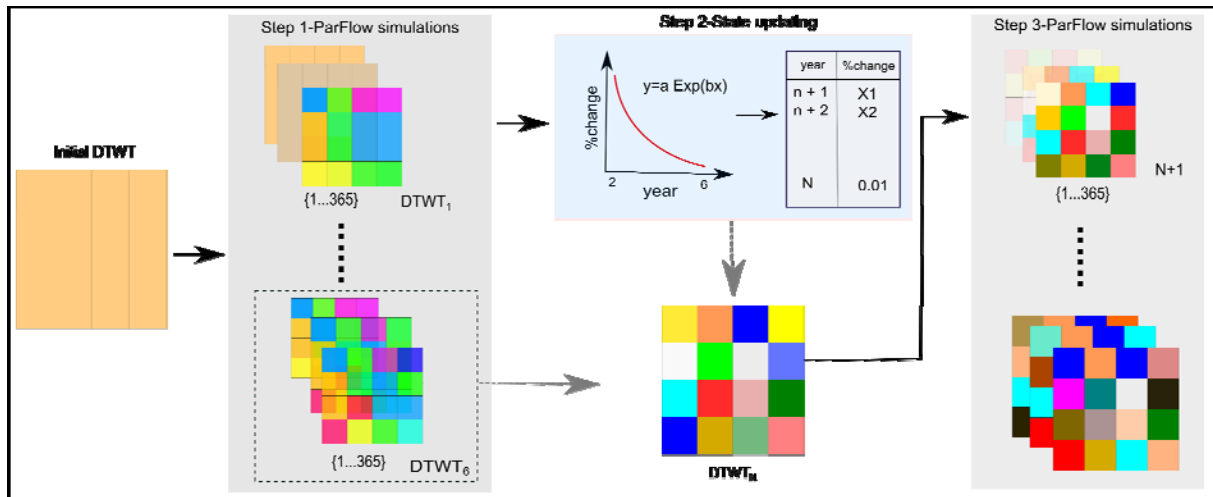 Initial DTWT
Step 1-ParFlow simulations
{1...365}
DTWT1
{1...365}
DTWT6
Step 2-State updating
%change
y=a Exp(bx)
2
year
6
year %change
n + 1 X1
n + 2 X2
N 0.01
DTWTN
Step 3-ParFlow simulations
N+1
{1...365}